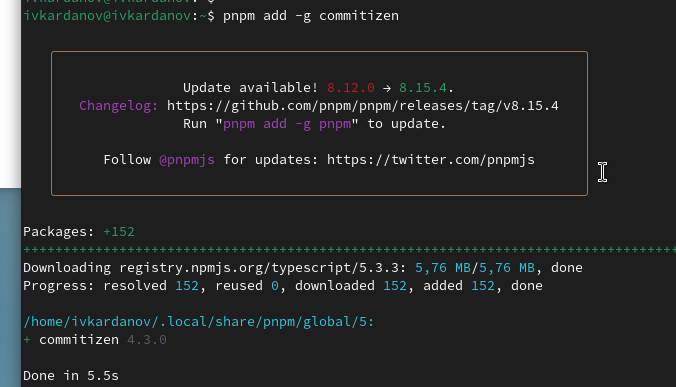 ivkardanov@ivkardanov:~$ pnpm add -g commitizen
Update available! 8.12.0 → 8.15.4.
Changelog: https://github.com/pnpm/pnpm/releases/tag/v8.15.4
Run "pnpm add -g pnpm" to update.
Follow @pnpmjs for updates: https://twitter.com/pnpmjs
Packages: +152
++++++++++++++++++++++++++++++++++++++++++++++++++++++++++++++++++++++++++++++++++
Downloading registry.npmjs.org/typescript/5.3.3: 5,76 MB/5,76 MB, done
Progress: resolved 152, reused 0, downloaded 152, added 152, done
/home/ivkardanov/.local/share/pnpm/global/5:
+ commitizen 4.3.0
Done in 5.5s